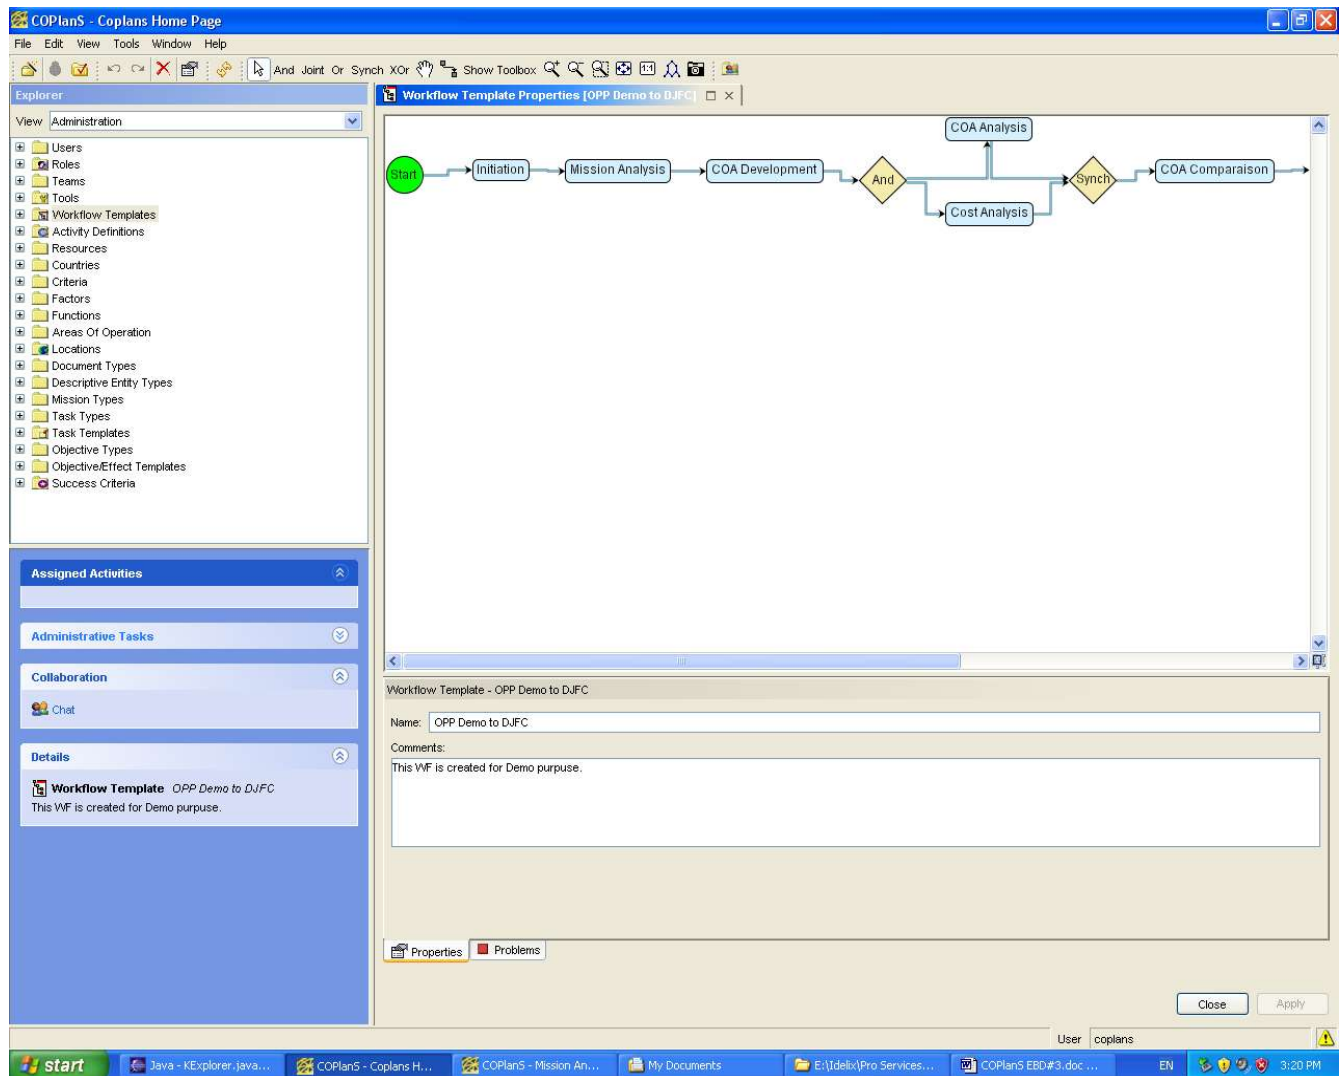 COPlanS - Coplans Home Page
File Edit View Tools Window Help
And Joint Or Synch XOr Show Toolbox
Explorer
View Administration
Users
Roles
Teams
Tools
Workflow Templates
Activity Definitions
Resources
Countries
Criteria
Factors
Functions
Areas Of Operation
Locations
Document Types
Descriptive Entity Types
Mission Types
Task Types
Task Templates
Objective Types
Objective/Effect Templates
Success Criteria
Assigned Activities
Administrative Tasks
Collaboration
Chat
Details
Workflow Template OPP Demo to DJFC
This WF is created for Demo purpuse.
Workflow Template Properties [OPP Demo to DJFC]
COA Analysis
Start Initiation Mission Analysis COA Development And Synch COA Comparaison
Cost Analysis
Workflow Template - OPP Demo to DJFC
Name: OPP Demo to DJFC
Comments:
This WF is created for Demo purpuse.
Properties Problems
Close Apply
User coplans
start Java - KExplorer.java... COPlanS - Coplans H... COPlanS - Mission An... My Documents E:\Idelix\Pro Services... COPlanS EBD#3.doc ... EN 3:20 PM